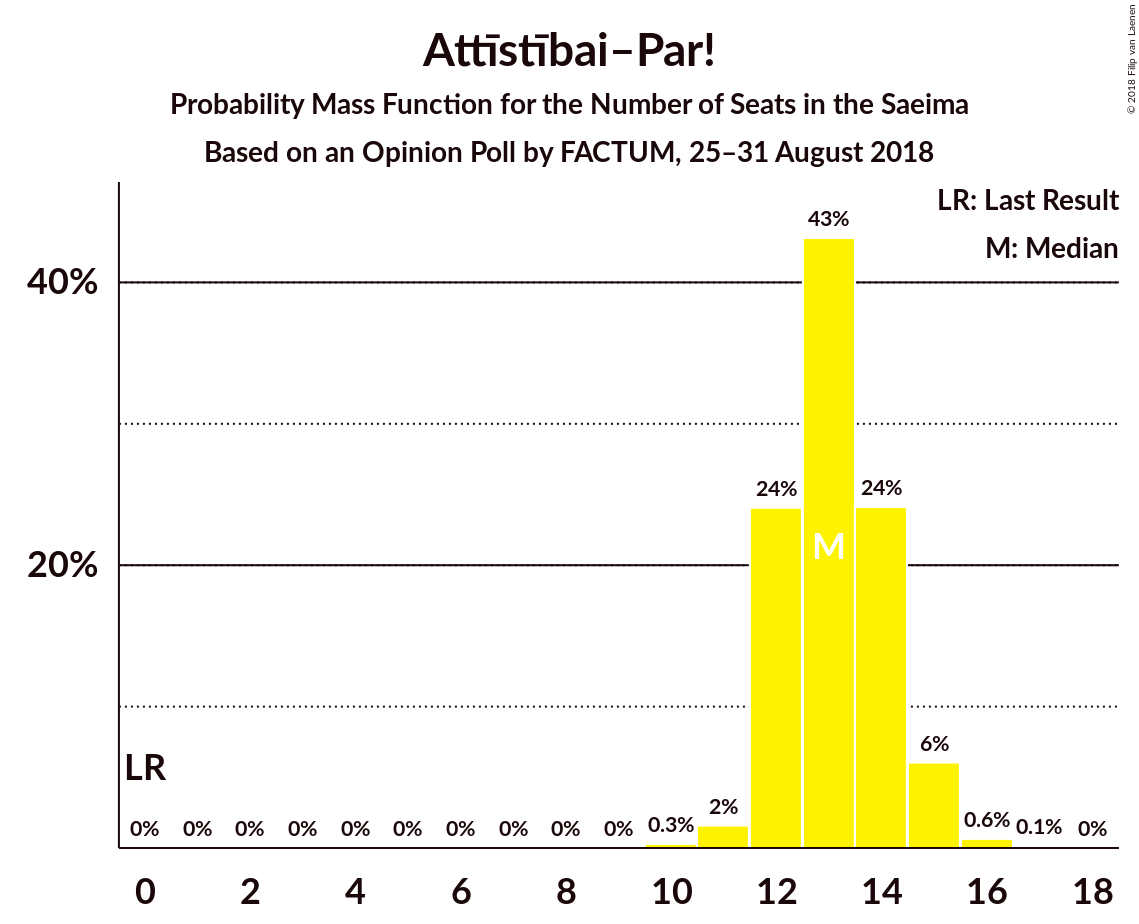 Attīstībai–Par!
Probability Mass Function for the Number of Seats in the Saeima
Based on an Opinion Poll by FACTUM, 25–31 August 2018
© 2018 Filip van Laenen
LR: Last Result
M: Median
43%
40%
24% 24%
M
20%
6%
LR
2%
0% 0% 0% 0% 0% 0% 0% 0% 0% 0% 0.3% 0.6% 0.1% 0%
0 2 4 6 8 10 12 14 16 18